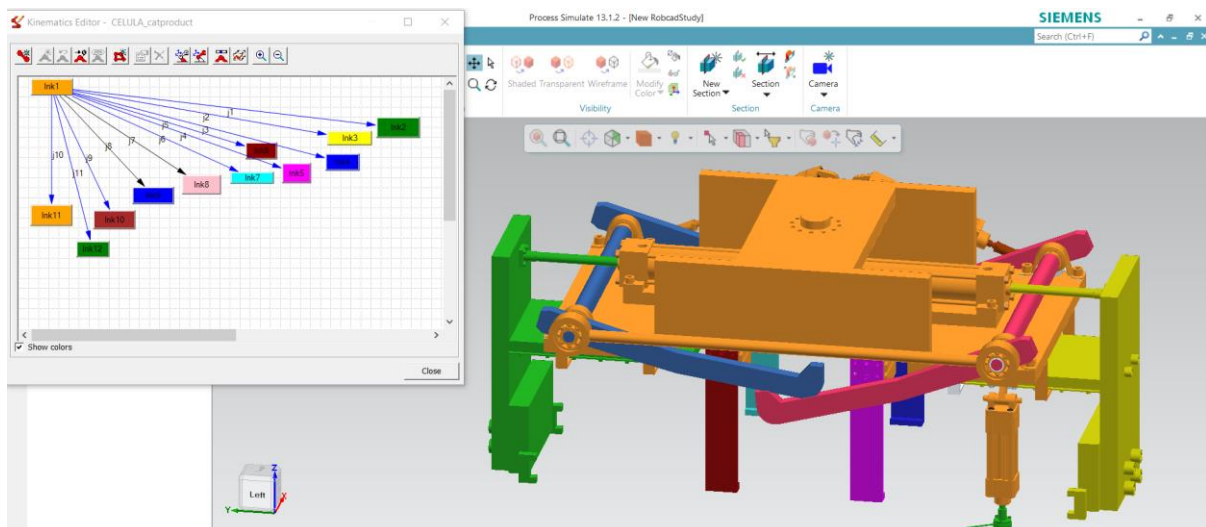 Kinematics Editor - CELULA_catproduct
Process Simulate 13.1.2 - [New RobcadStudy]
SIEMENS
Search (Ctrl+F)
Shaded Transparent Wireframe
Modify
Color
Visibility
New
Section
Section
Section
Camera
Camera
lnk1
j1
j2
j3
j4
j6
j7
j8
j9
j10
j11
lnk2
lnk3
lnk5
lnk7
lnk8
lnk10
lnk11
lnk12
Show colors
Close
Left
Z
X
Y